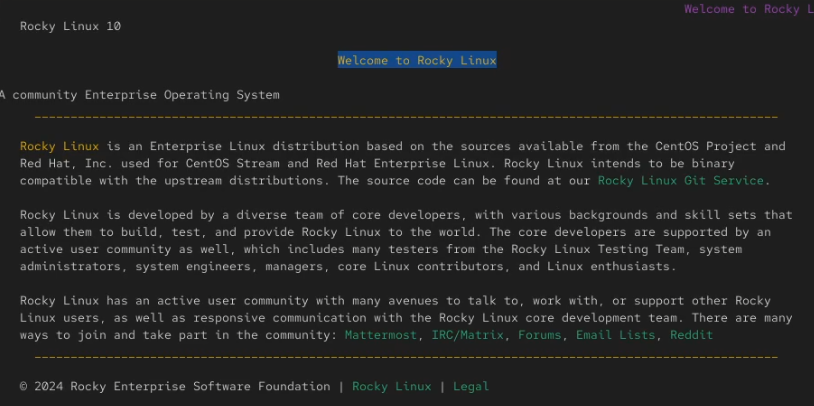 Welcome to Rocky L
Rocky Linux 10
Welcome to Rocky Linux
A community Enterprise Operating System
Rocky Linux is an Enterprise Linux distribution based on the sources available from the CentOS Project and
Red Hat, Inc. used for CentOS Stream and Red Hat Enterprise Linux. Rocky Linux intends to be binary
compatible with the upstream distributions. The source code can be found at our Rocky Linux Git Service.
Rocky Linux is developed by a diverse team of core developers, with various backgrounds and skill sets that
allow them to build, test, and provide Rocky Linux to the world. The core developers are supported by an
active user community as well, which includes many testers from the Rocky Linux Testing Team, system
administrators, system engineers, managers, core Linux contributors, and Linux enthusiasts.
Rocky Linux has an active user community with many avenues to talk to, work with, or support other Rocky
Linux users, as well as responsive communication with the Rocky Linux core development team. There are many
ways to join and take part in the community: Mattermost, IRC/Matrix, Forums, Email Lists, Reddit
© 2024 Rocky Enterprise Software Foundation | Rocky Linux | Legal